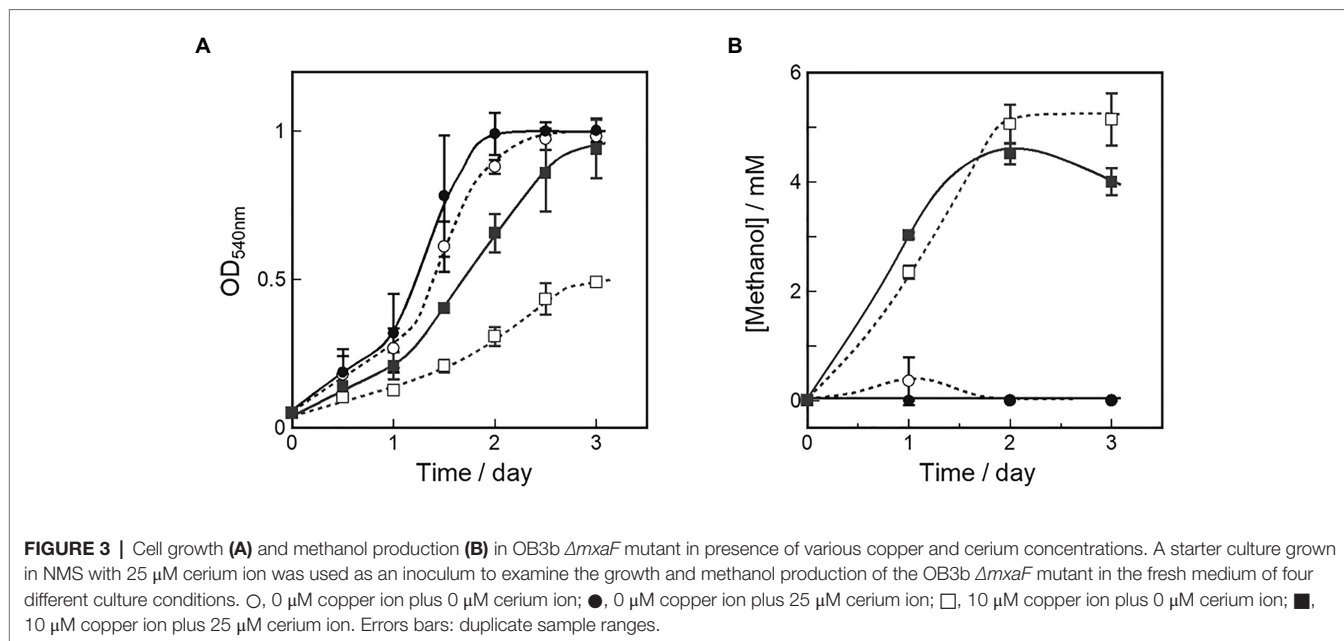 A
B
1
0.5
0
OD540nm
0 1 2 3
Time / day
6
4
2
0
[Methanol] / mM
0 1 2 3
Time / day
FIGURE 3 | Cell growth (A) and methanol production (B) in OB3b ΔmxaF mutant in presence of various copper and cerium concentrations. A starter culture grown
in NMS with 25 μM cerium ion was used as an inoculum to examine the growth and methanol production of the OB3b ΔmxaF mutant in the fresh medium of four
different culture conditions. ○, 0 μM copper ion plus 0 μM cerium ion; ●, 0 μM copper ion plus 25 μM cerium ion; □, 10 μM copper ion plus 0 μM cerium ion; ■,
10 μM copper ion plus 25 μM cerium ion. Errors bars: duplicate sample ranges.